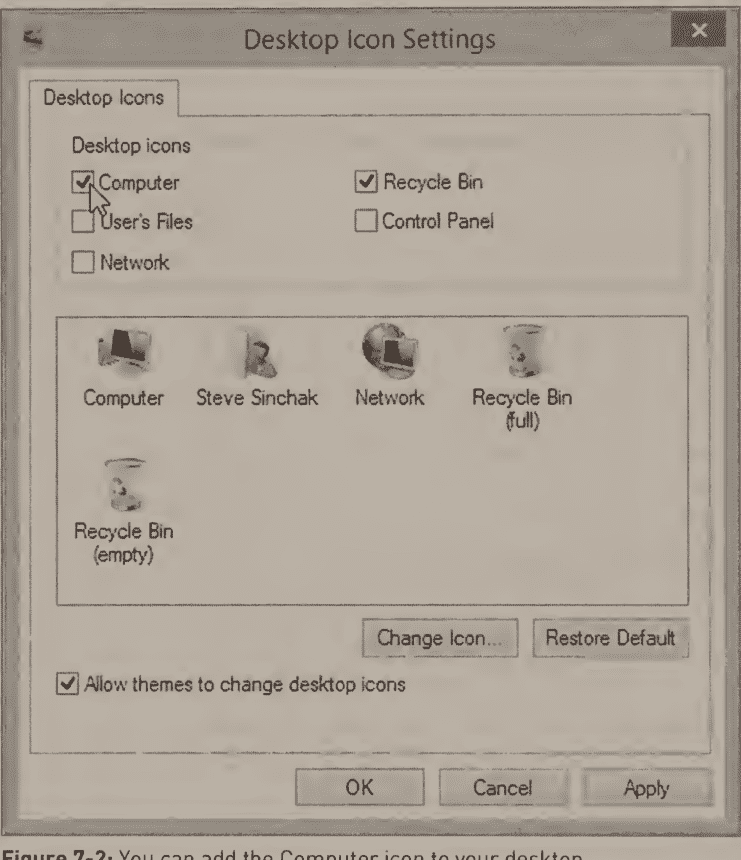 Desktop Icon Settings
Desktop Icons
Desktop icons
Computer
Recycle Bin
User's Files
Control Panel
Network
Computer
Steve Sinchak
Network
Recycle Bin
(full)
Recycle Bin
(empty)
Change Icon...
Restore Default
Allow themes to change desktop icons
OK
Cancel
Apply
Figure 7-2: You can add the Computer icon to your desktop